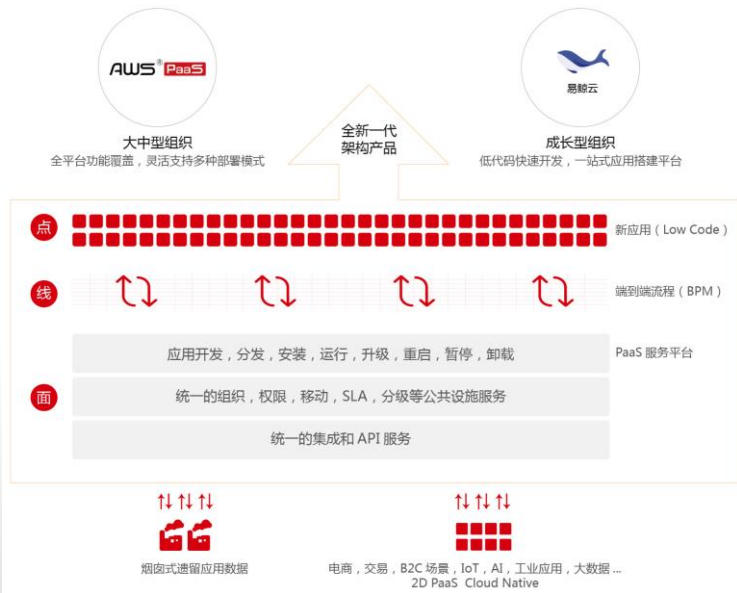 AWS® PaaS
易鲸云
大中型组织
全平台功能覆盖，灵活支持多种部署模式
全新一代
架构产品
成长型组织
低代码快速开发，一站式应用搭建平台
点
新应用（Low Code）
线
端到端流程（BPM）
应用开发，分发，安装，运行，升级，重启，暂停，卸载
PaaS 服务平台
面
统一的组织，权限，移动，SLA，分级等公共设施服务
统一的集成和 API 服务
烟囱式遗留应用数据
电商，交易，B2C 场景，IoT，AI，工业应用，大数据 ...
2D PaaS Cloud Native